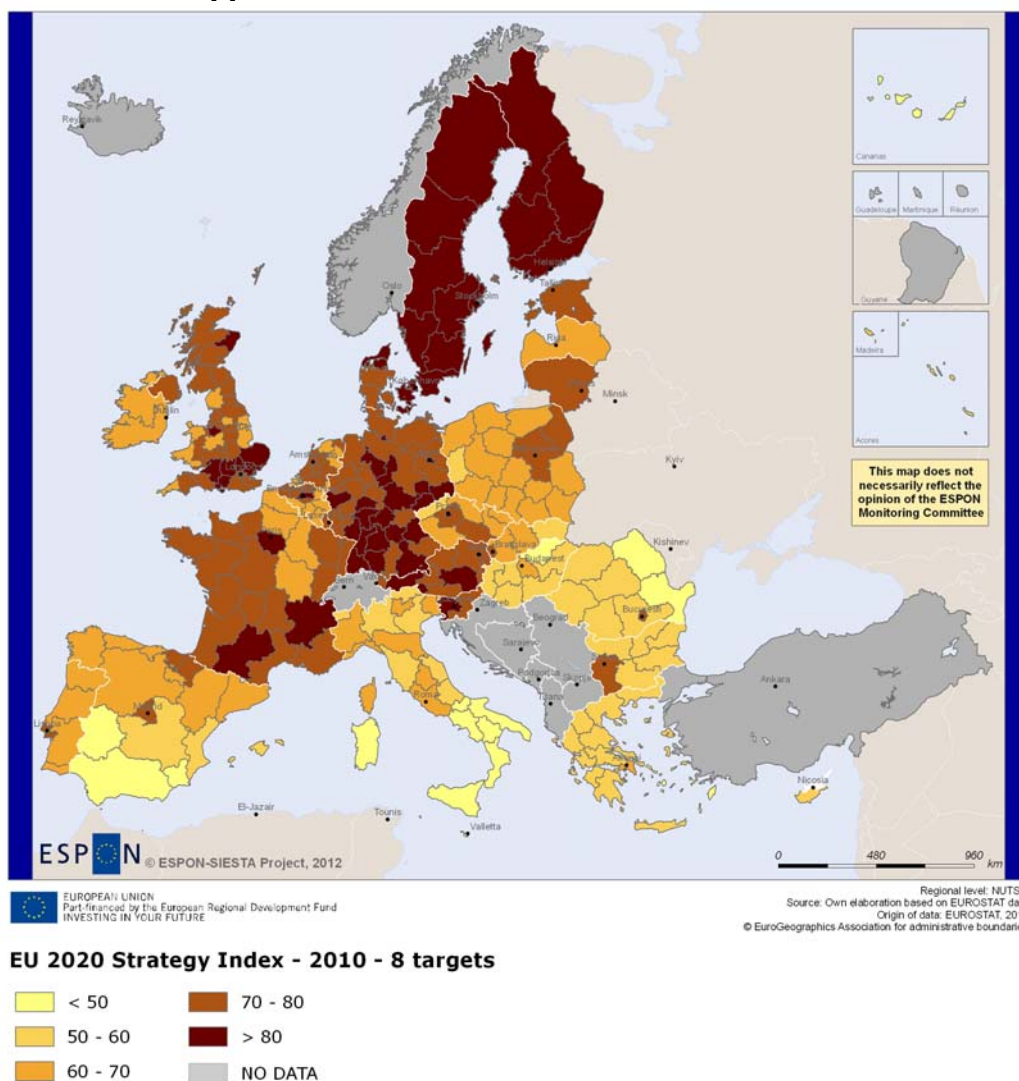 Reykjavik
Canarias
Guadeloupe
Martinique
Réunion
Guyane
Madeira
Acores
Oslo
Helsinki
Tallinn
Stockholm
Riga
Minsk
Kobenhavn
Dublin
London
Kyiv
This map does not
necessarily reflect the
opinion of the ESPON
Monitoring Committee
Paris
Bratislava
Budapest
Kishinev
Bern
Zagreb
Beograd
Bucuresti
Sarajevo
Podgorica
Skopje
Tirana
Roma
Madrid
Lisboa
Ankara
Nicosia
El-Jazair
Tounis
Valletta
ESPON © ESPON-SIESTA Project, 2012
0 480 960 km
EUROPEAN UNION
Part-financed by the European Regional Development Fund
INVESTING IN YOUR FUTURE
Regional level: NUTS
Source: Own elaboration based on EUROSTAT da
Origin of data: EUROSTAT, 20
© EuroGeographics Association for administrative boundari
EU 2020 Strategy Index - 2010 - 8 targets
< 50
50 - 60
60 - 70
70 - 80
> 80
NO DATA